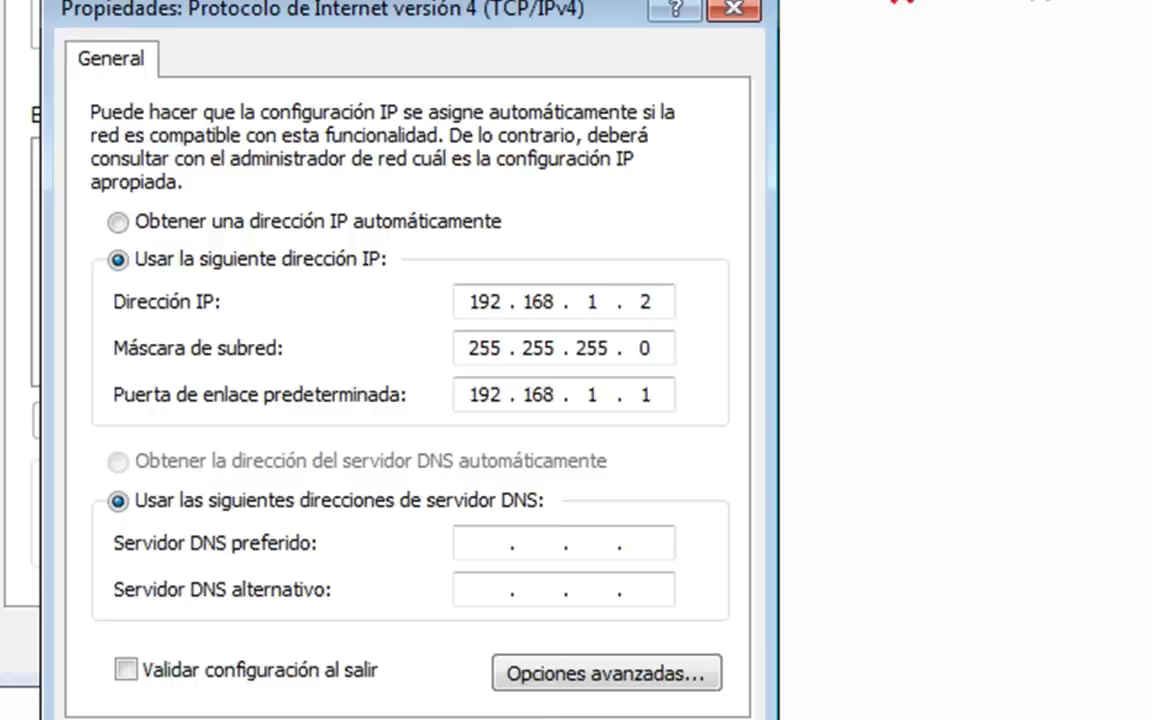 Propiedades: Protocolo de Internet versión 4 (TCP/IPv4)
General
Puede hacer que la configuración IP se asigne automáticamente si la
red es compatible con esta funcionalidad. De lo contrario, deberá
consultar con el administrador de red cuál es la configuración IP
apropiada.
Obtener una dirección IP automáticamente
Usar la siguiente dirección IP:
Dirección IP: 192 . 168 . 1 . 2
Máscara de subred: 255 . 255 . 255 . 0
Puerta de enlace predeterminada: 192 . 168 . 1 . 1
Obtener la dirección del servidor DNS automáticamente
Usar las siguientes direcciones de servidor DNS:
Servidor DNS preferido: . . .
Servidor DNS alternativo: . . .
Validar configuración al salir
Opciones avanzadas...